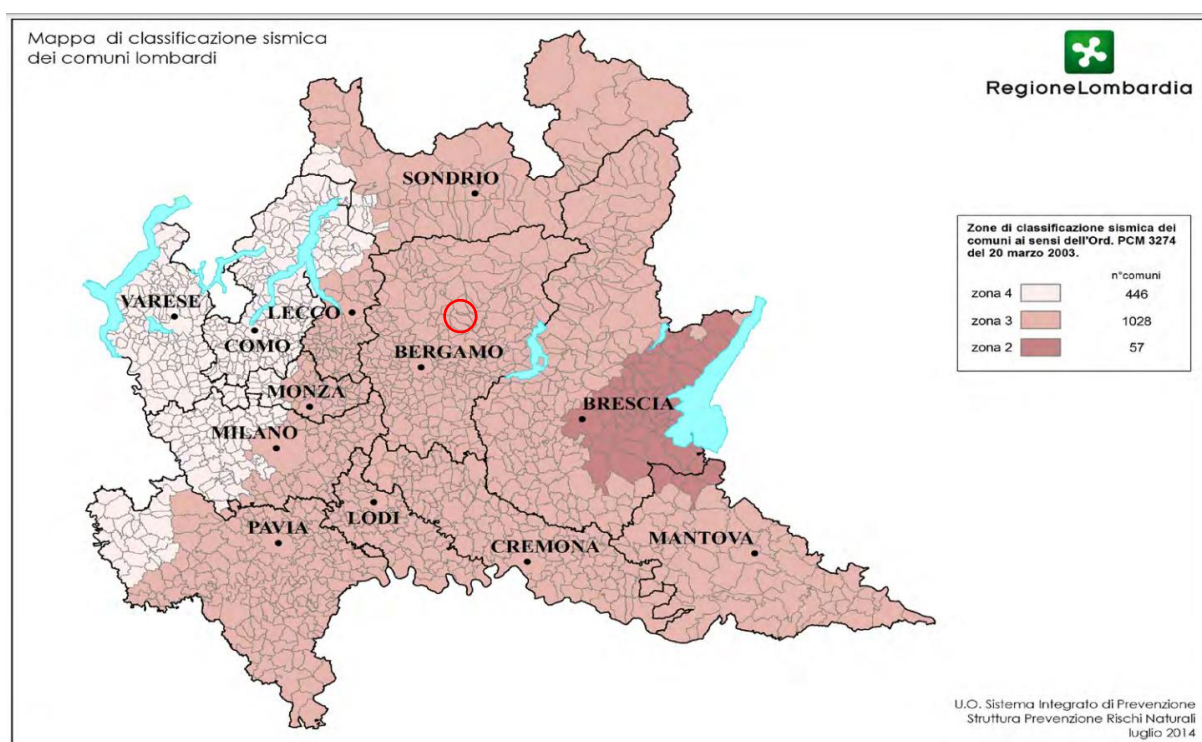 Mappa di classificazione sismica
dei comuni lombardi
RegioneLombardia
SONDRIO
VARESE
LECCO
COMO
BERGAMO
MONZA
BRESCIA
MILANO
PAVIA
LODI
CREMONA
MANTOVA
Zone di classificazione sismica dei
comuni ai sensi dell'Ord. PCM 3274
del 20 marzo 2003.
n°comuni
zona 4 446
zona 3 1028
zona 2 57
U.O. Sistema Integrato di Prevenzione
Struttura Prevenzione Rischi Naturali
luglio 2014